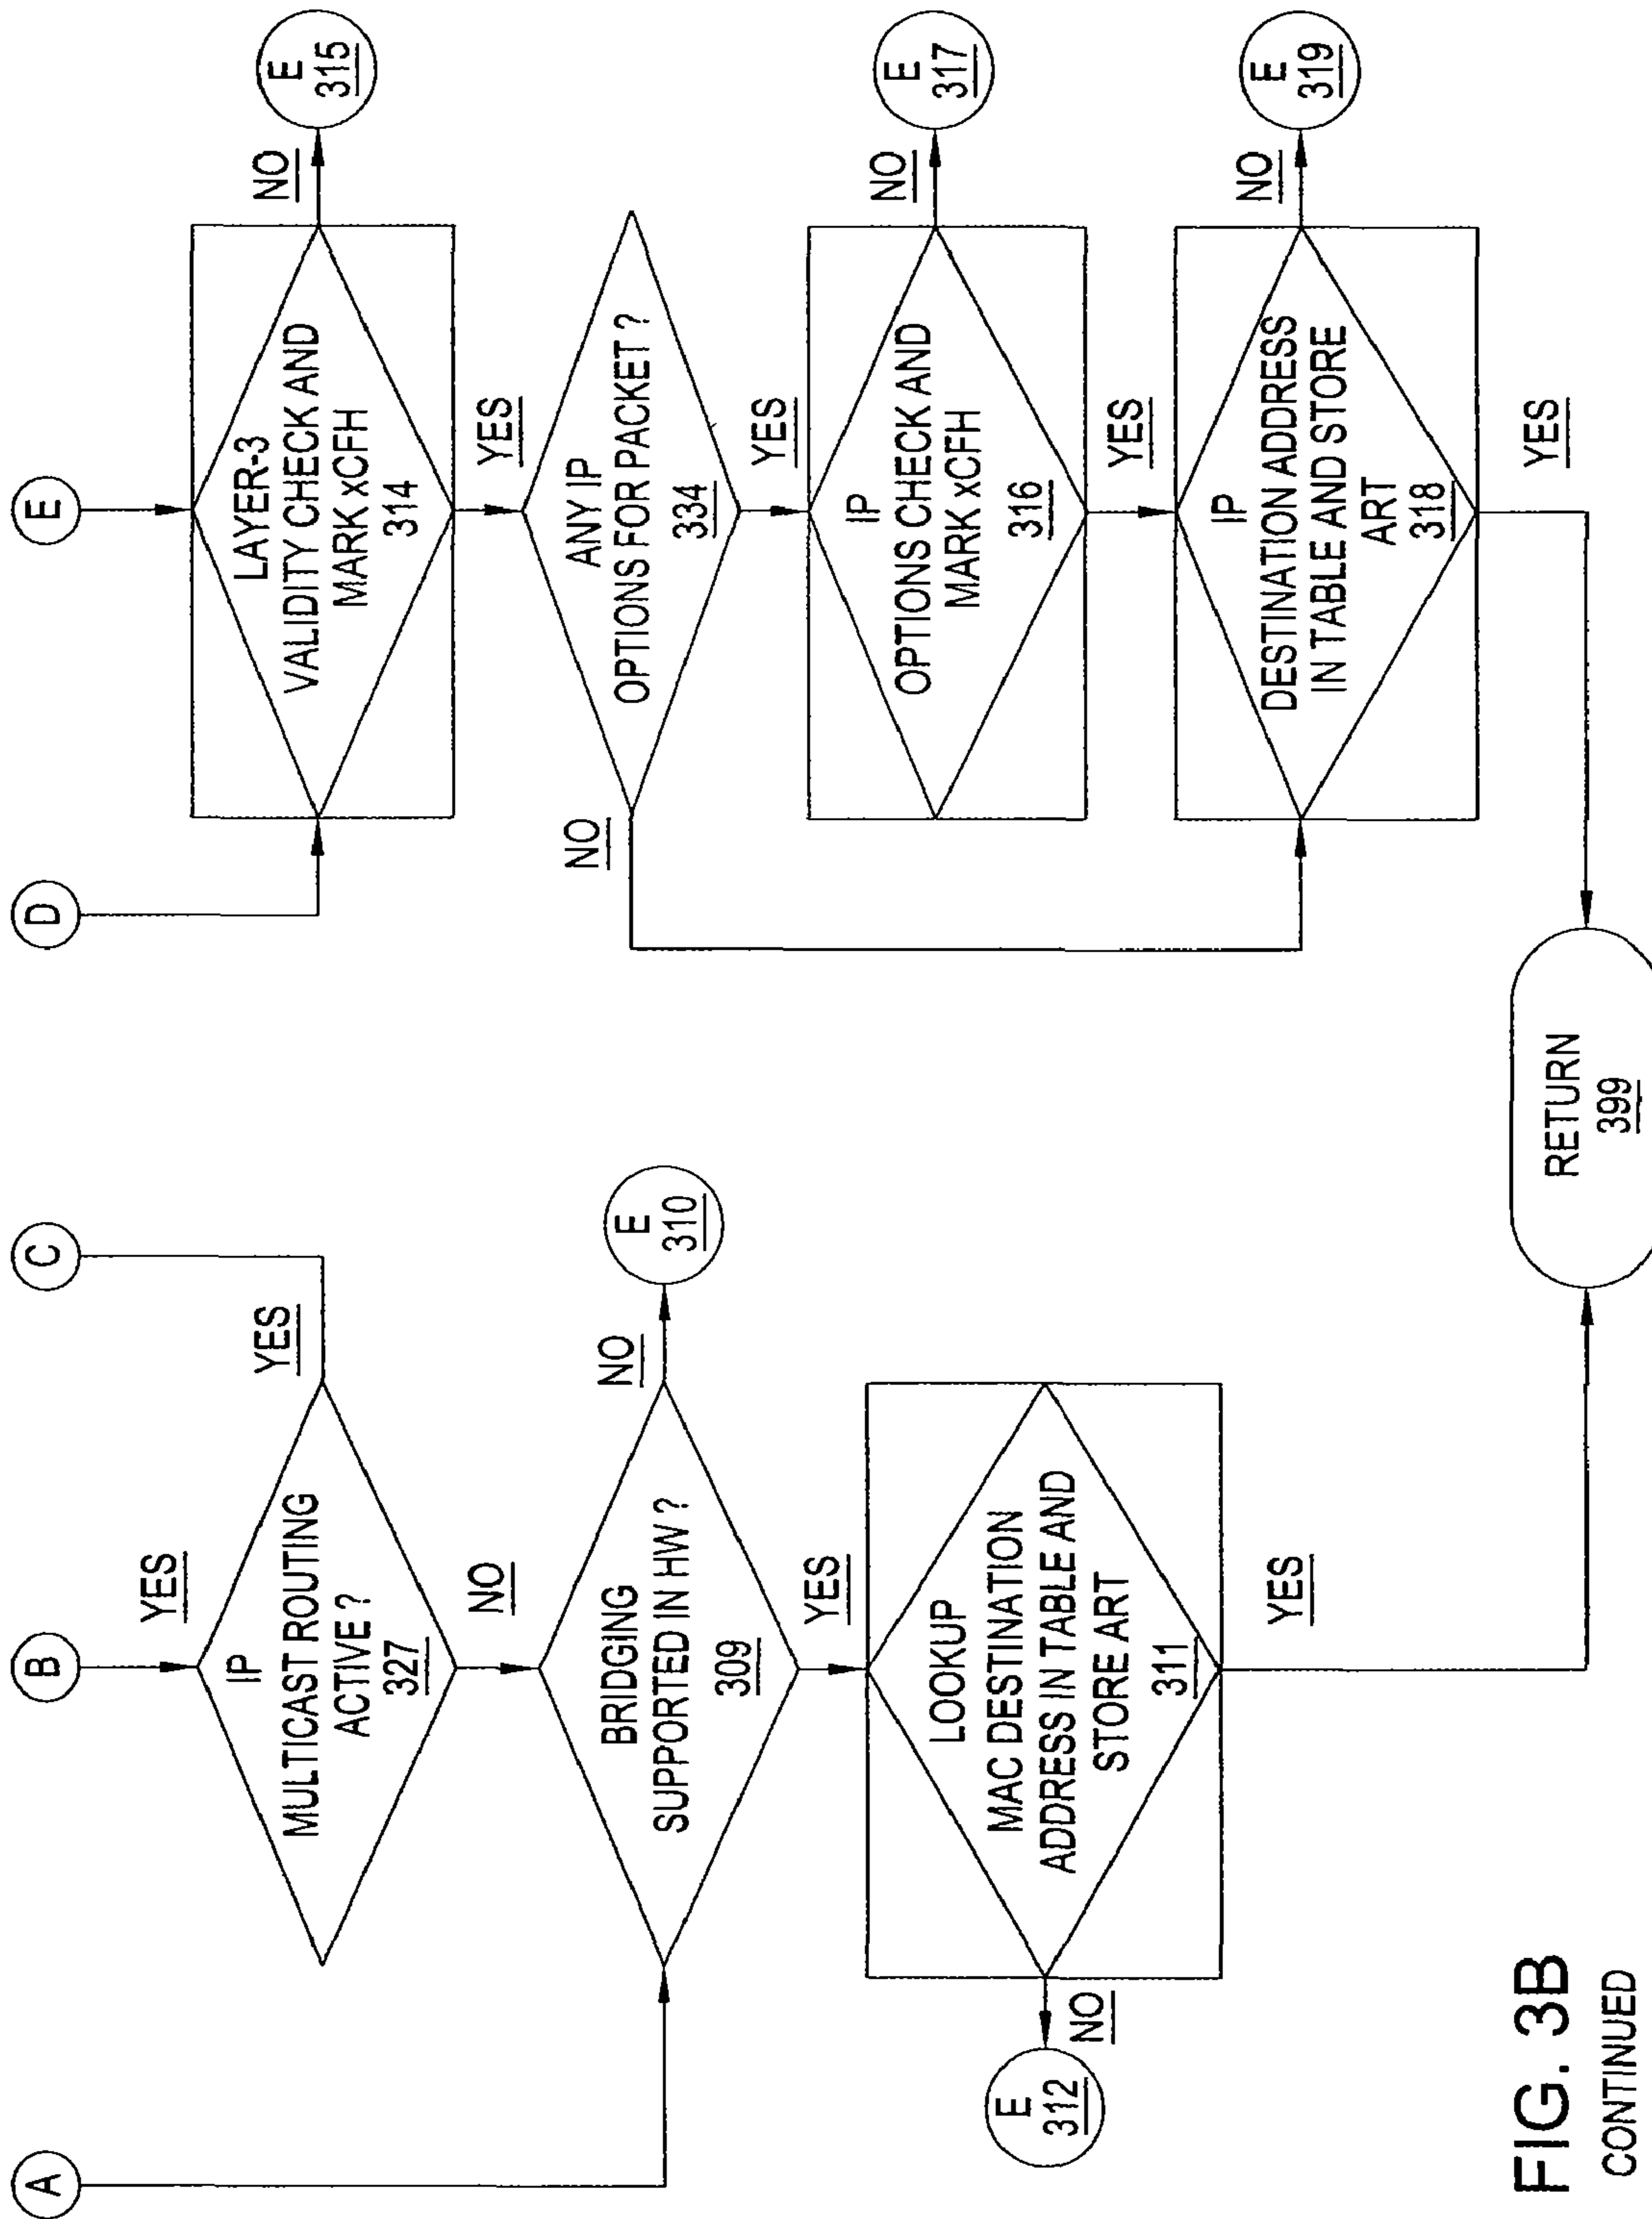 A
B
C
D
E
YES
IP
MULTICAST ROUTING
ACTIVE ?
327
YES
NO
BRIDGING
SUPPORTED IN HW ?
309
NO
E
310
YES
LOOKUP
MAC DESTINATION
ADDRESS IN TABLE AND
STORE ART
311
NO
E
312
YES
LAYER-3
VALIDITY CHECK AND
MARK xCFH
314
NO
E
315
YES
ANY IP
OPTIONS FOR PACKET ?
334
NO
YES
IP
OPTIONS CHECK AND
MARK xCFH
316
NO
E
317
YES
IP
DESTINATION ADDRESS
IN TABLE AND STORE
ART
318
NO
E
319
YES
RETURN
399
FIG. 3B
CONTINUED